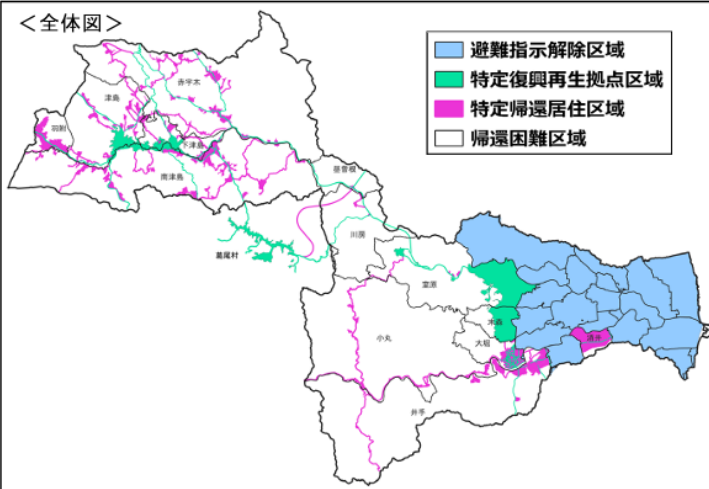 ＜全体図＞
避難指示解除区域
特定復興再生拠点区域
特定帰還居住区域
帰還困難区域
赤宇木
津島
羽附
下津島
南津島
昼曽根
葛尾村
川房
室原
末森
小丸
大堀
酒井
井手